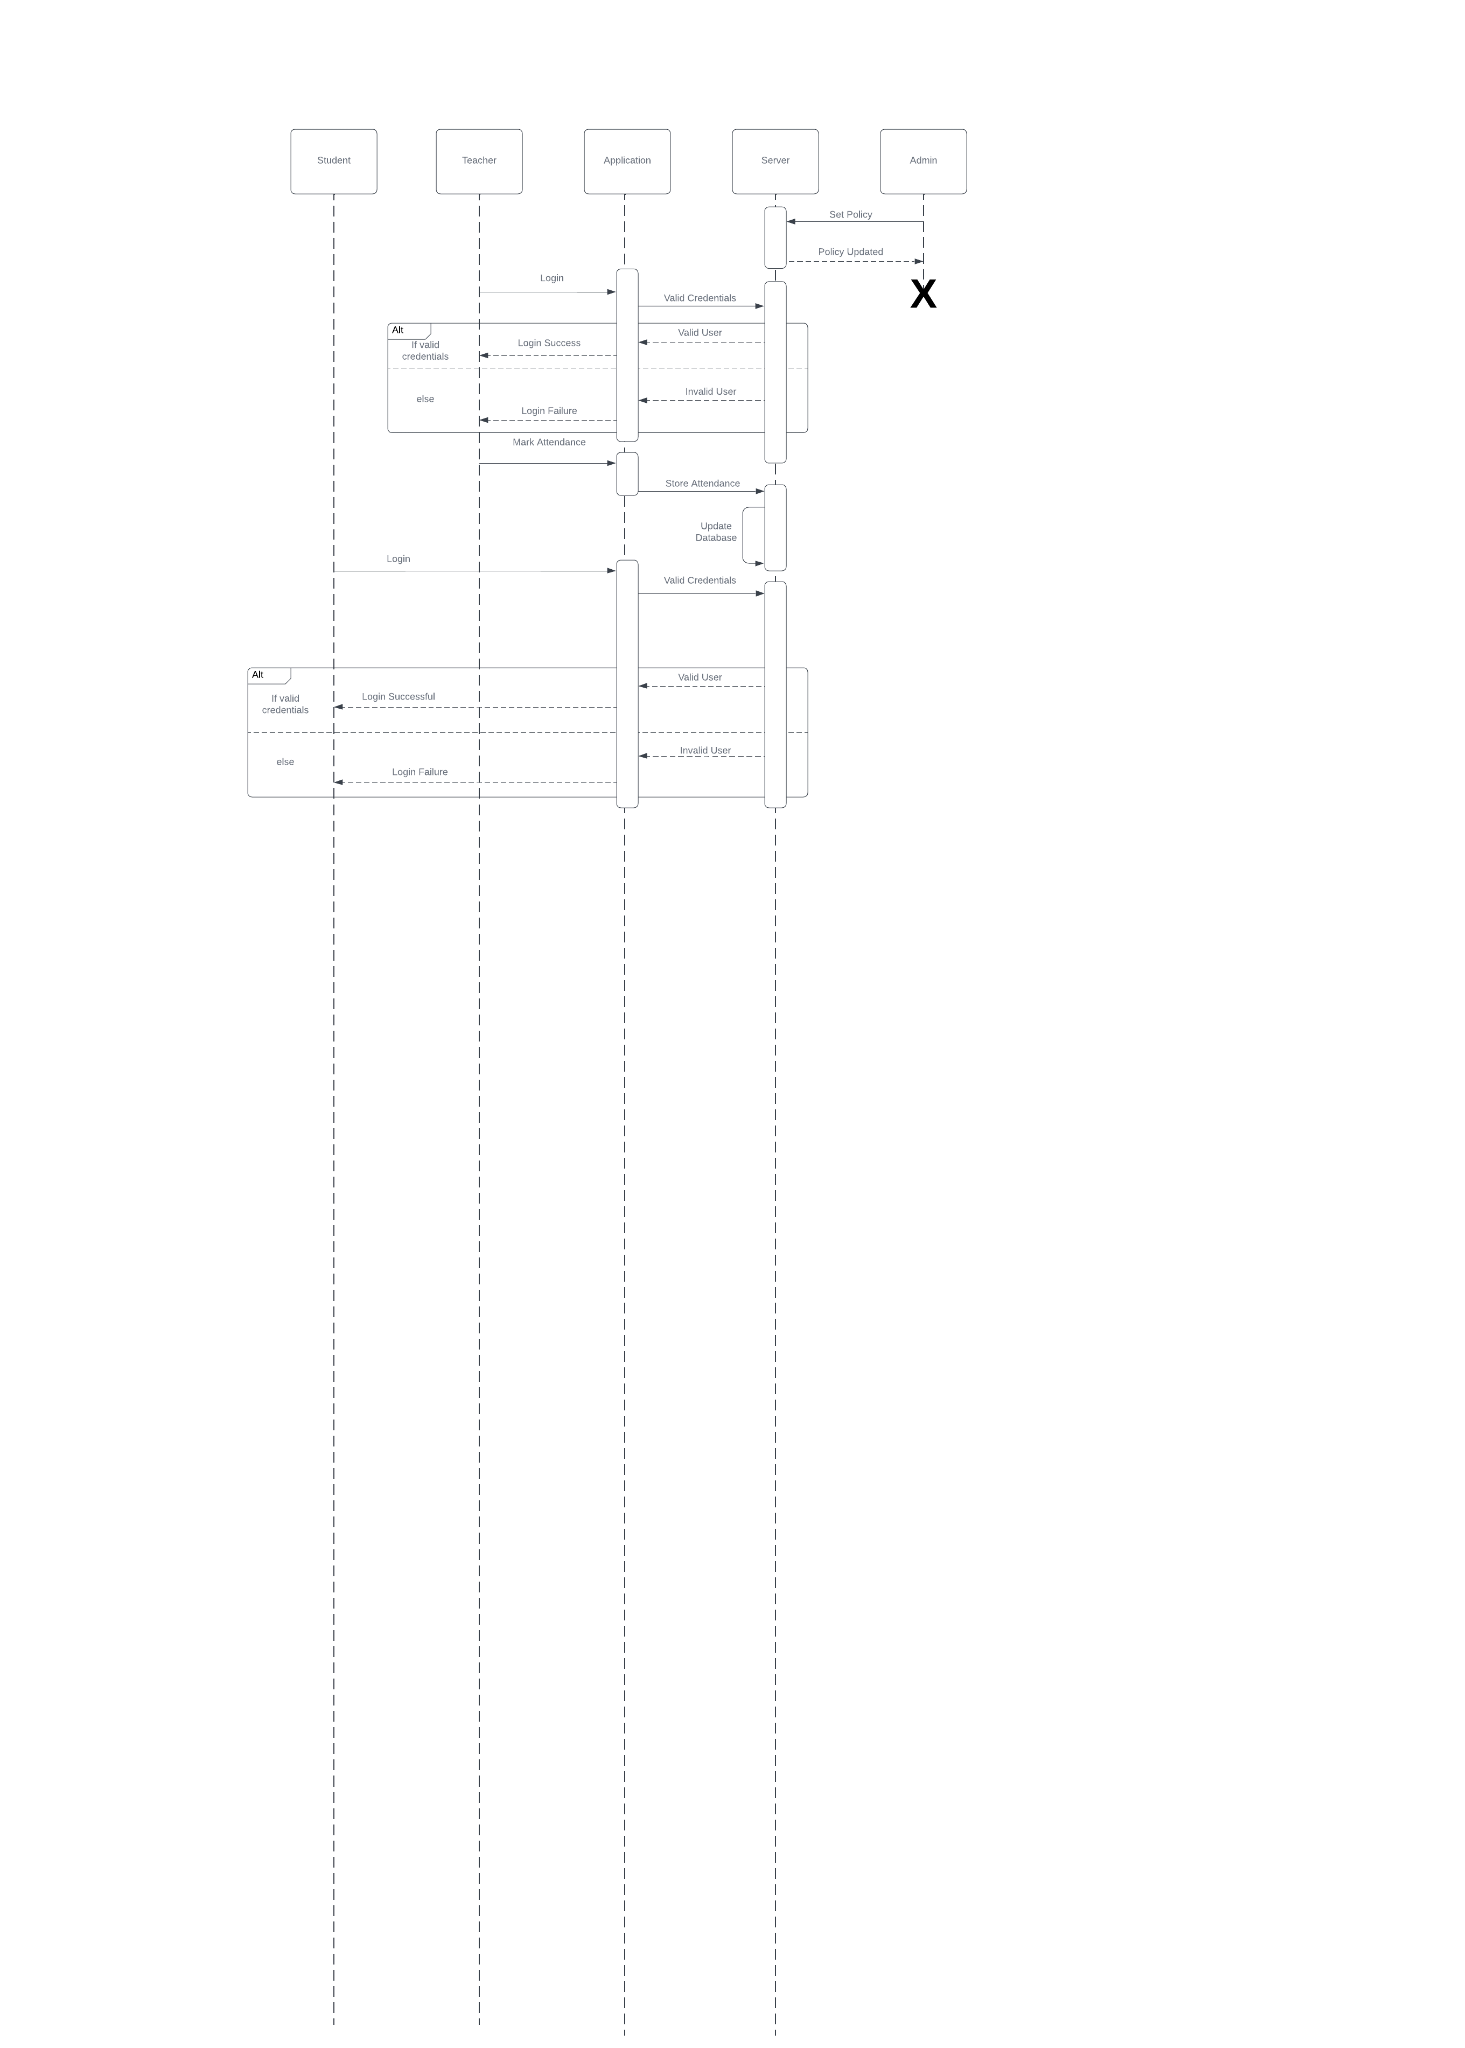 Student
Teacher
Application
Server
Admin
Set Policy
Policy Updated
Login
X
Valid Credentials
Alt
Valid User
If valid
credentials
Login Success
Invalid User
else
Login Failure
Mark Attendance
Store Attendance
Update
Database
Login
Valid Credentials
Alt
Valid User
If valid
credentials
Login Successful
Invalid User
else
Login Failure